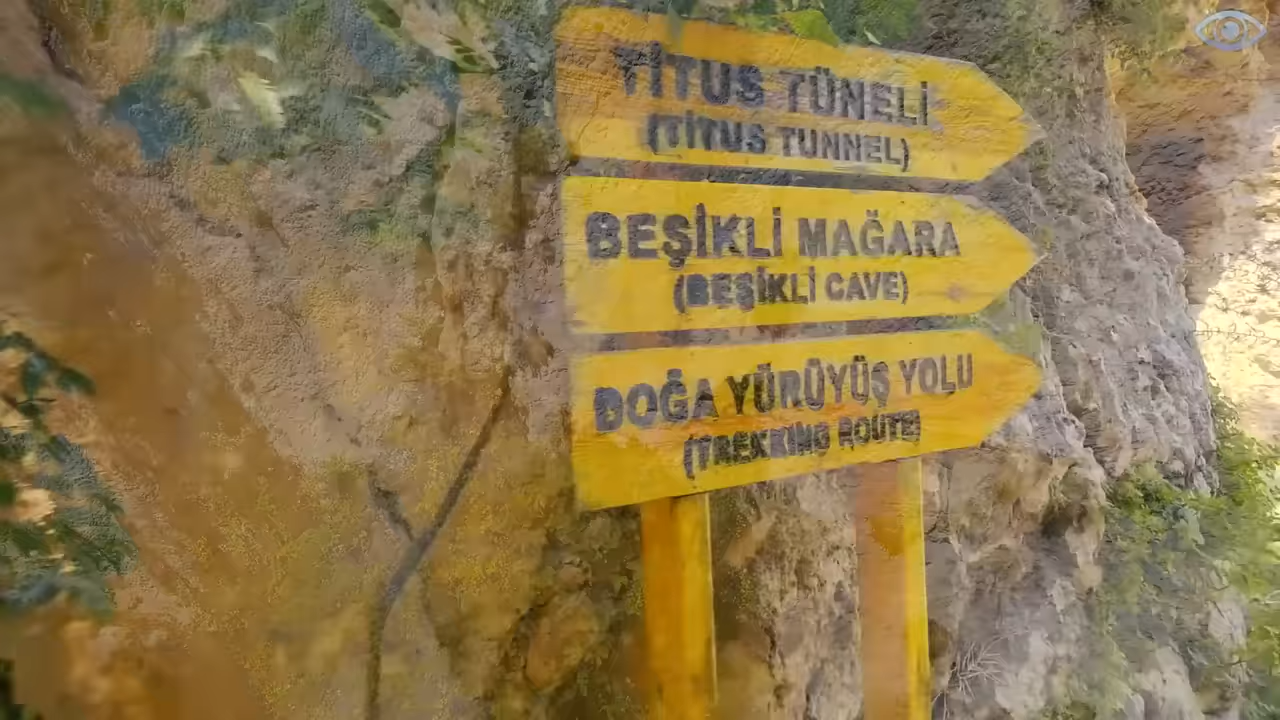 TİTUS TÜNELİ
(TİTUS TUNNEL)
BEŞİKLİ MAĞARA
(BEŞİKLİ CAVE)
DOĞA YÜRÜYÜŞ YOLU
(TREKKING ROUTE)